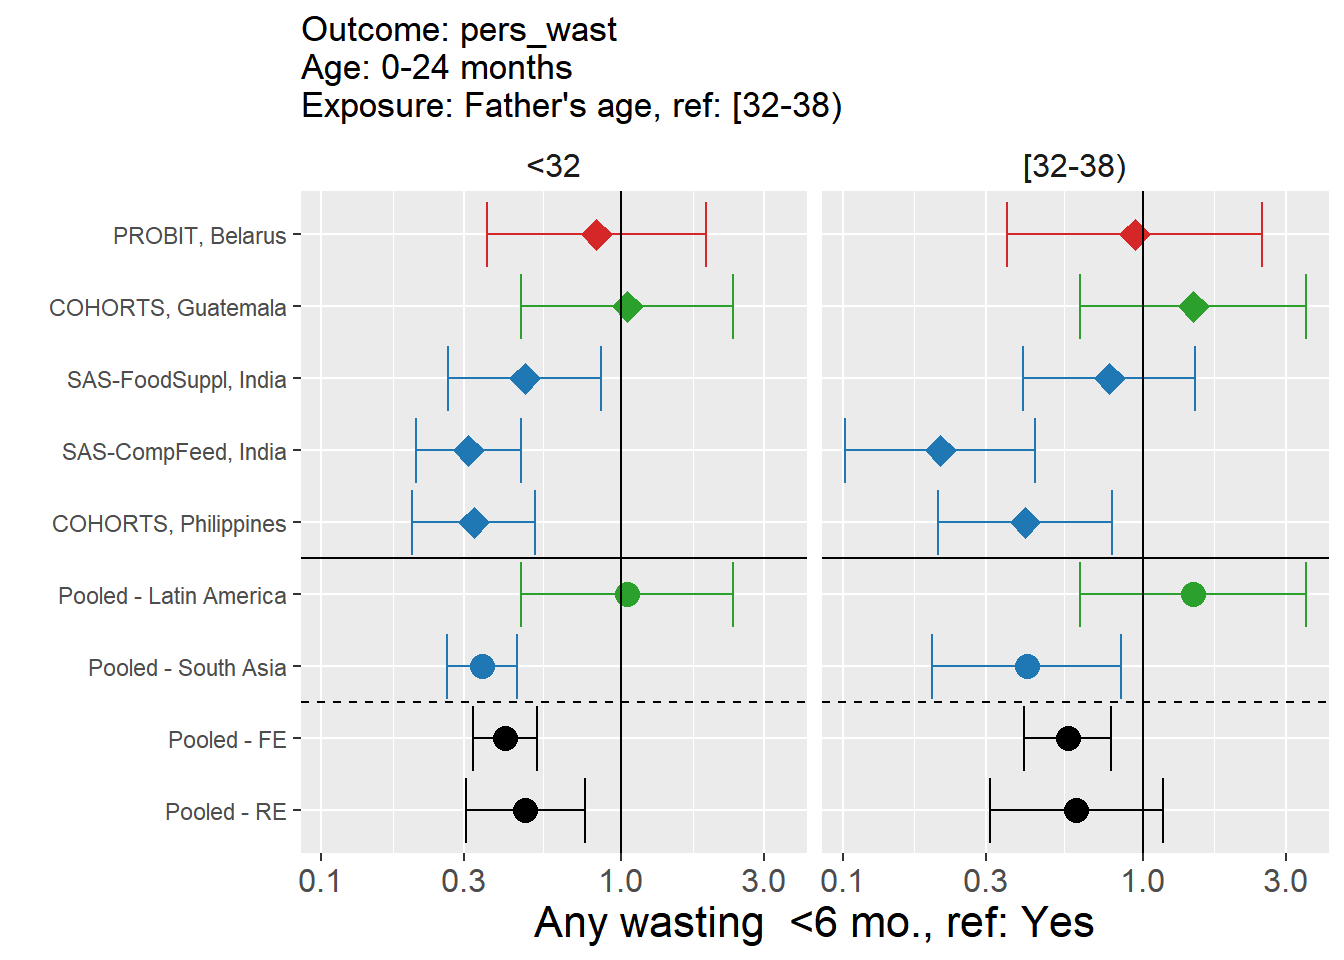 Outcome: pers_wast
Age: 0-24 months
Exposure: Father's age, ref: [32-38)
<32 [32-38)
PROBIT, Belarus
COHORTS, Guatemala
SAS-FoodSuppl, India
SAS-CompFeed, India
COHORTS, Philippines
Pooled - Latin America
Pooled - South Asia
Pooled - FE
Pooled - RE
0.1 0.3 1.0 3.0 0.1 0.3 1.0 3.0
Any wasting  <6 mo., ref: Yes